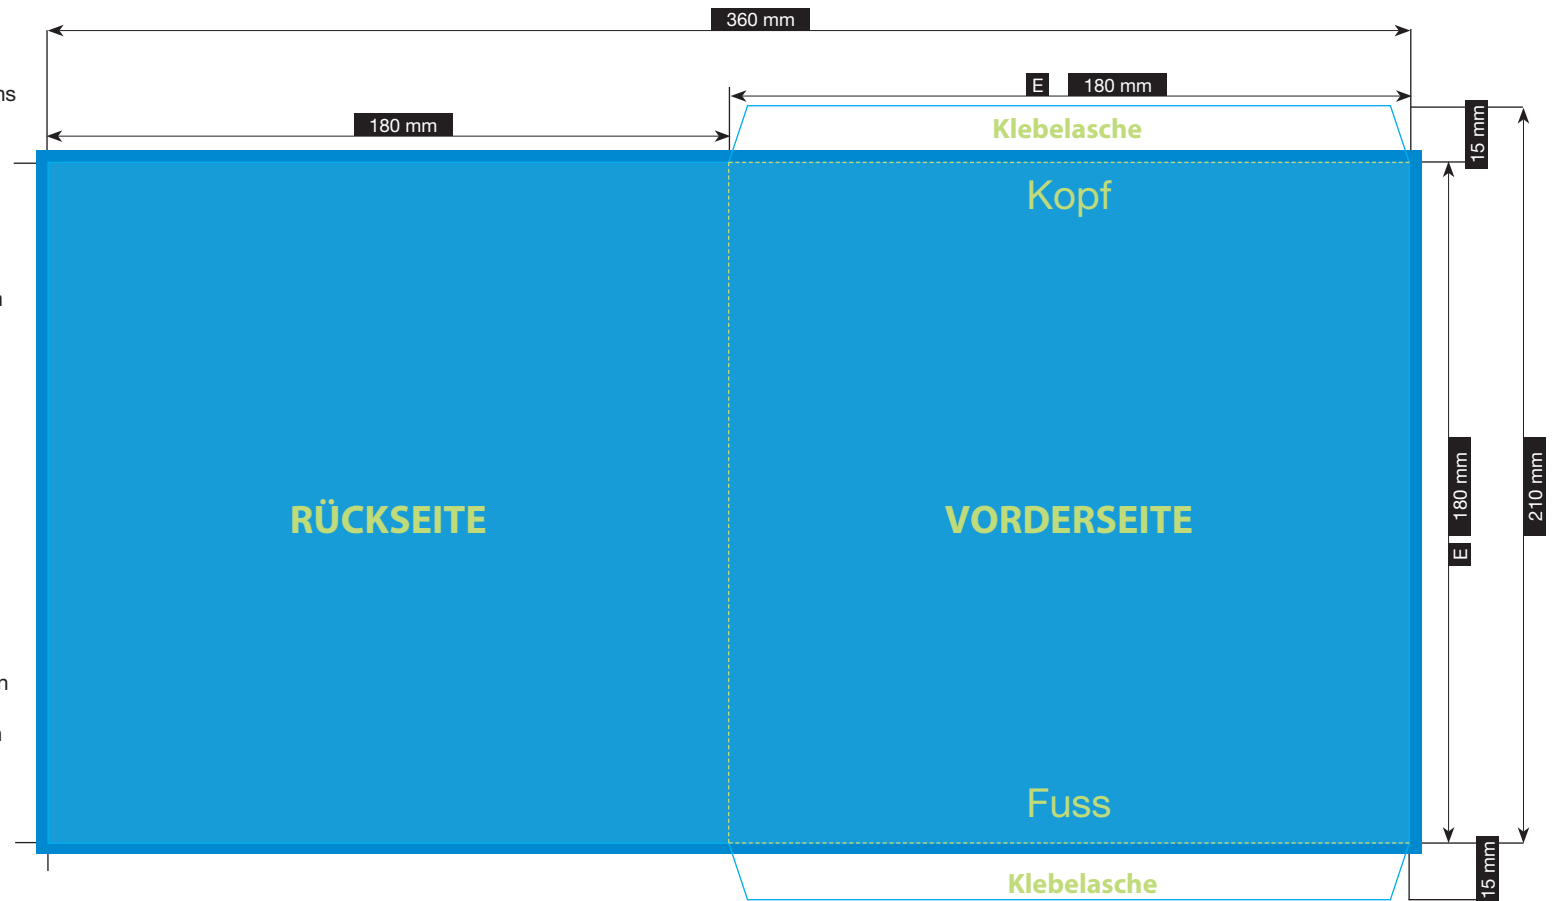 360 mm
E 180 mm
180 mm
Klebelasche
15 mm
Kopf
RÜCKSEITE
VORDERSEITE
E 180 mm
210 mm
Fuss
Klebelasche
15 mm